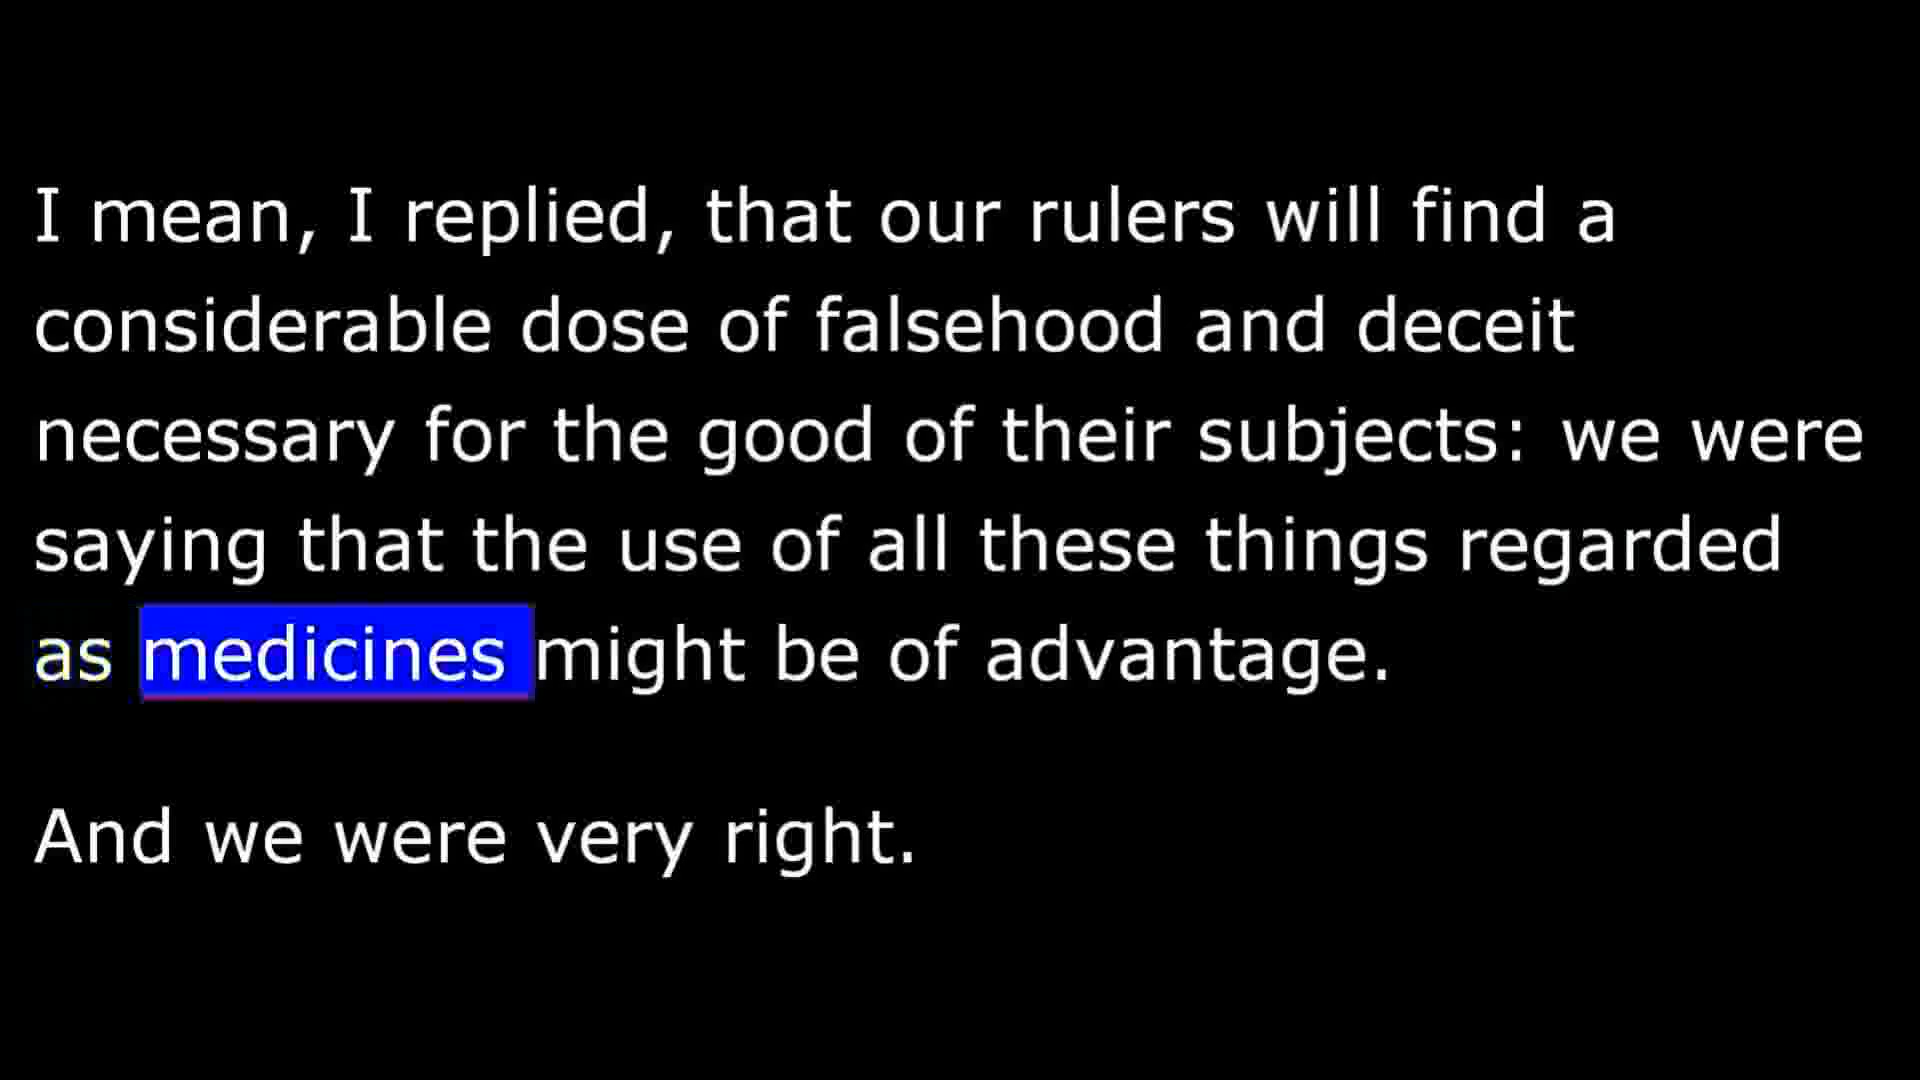 I mean, I replied, that our rulers will find a
considerable dose of falsehood and deceit
necessary for the good of their subjects: we were
saying that the use of all these things regarded
as medicines might be of advantage.
And we were very right.